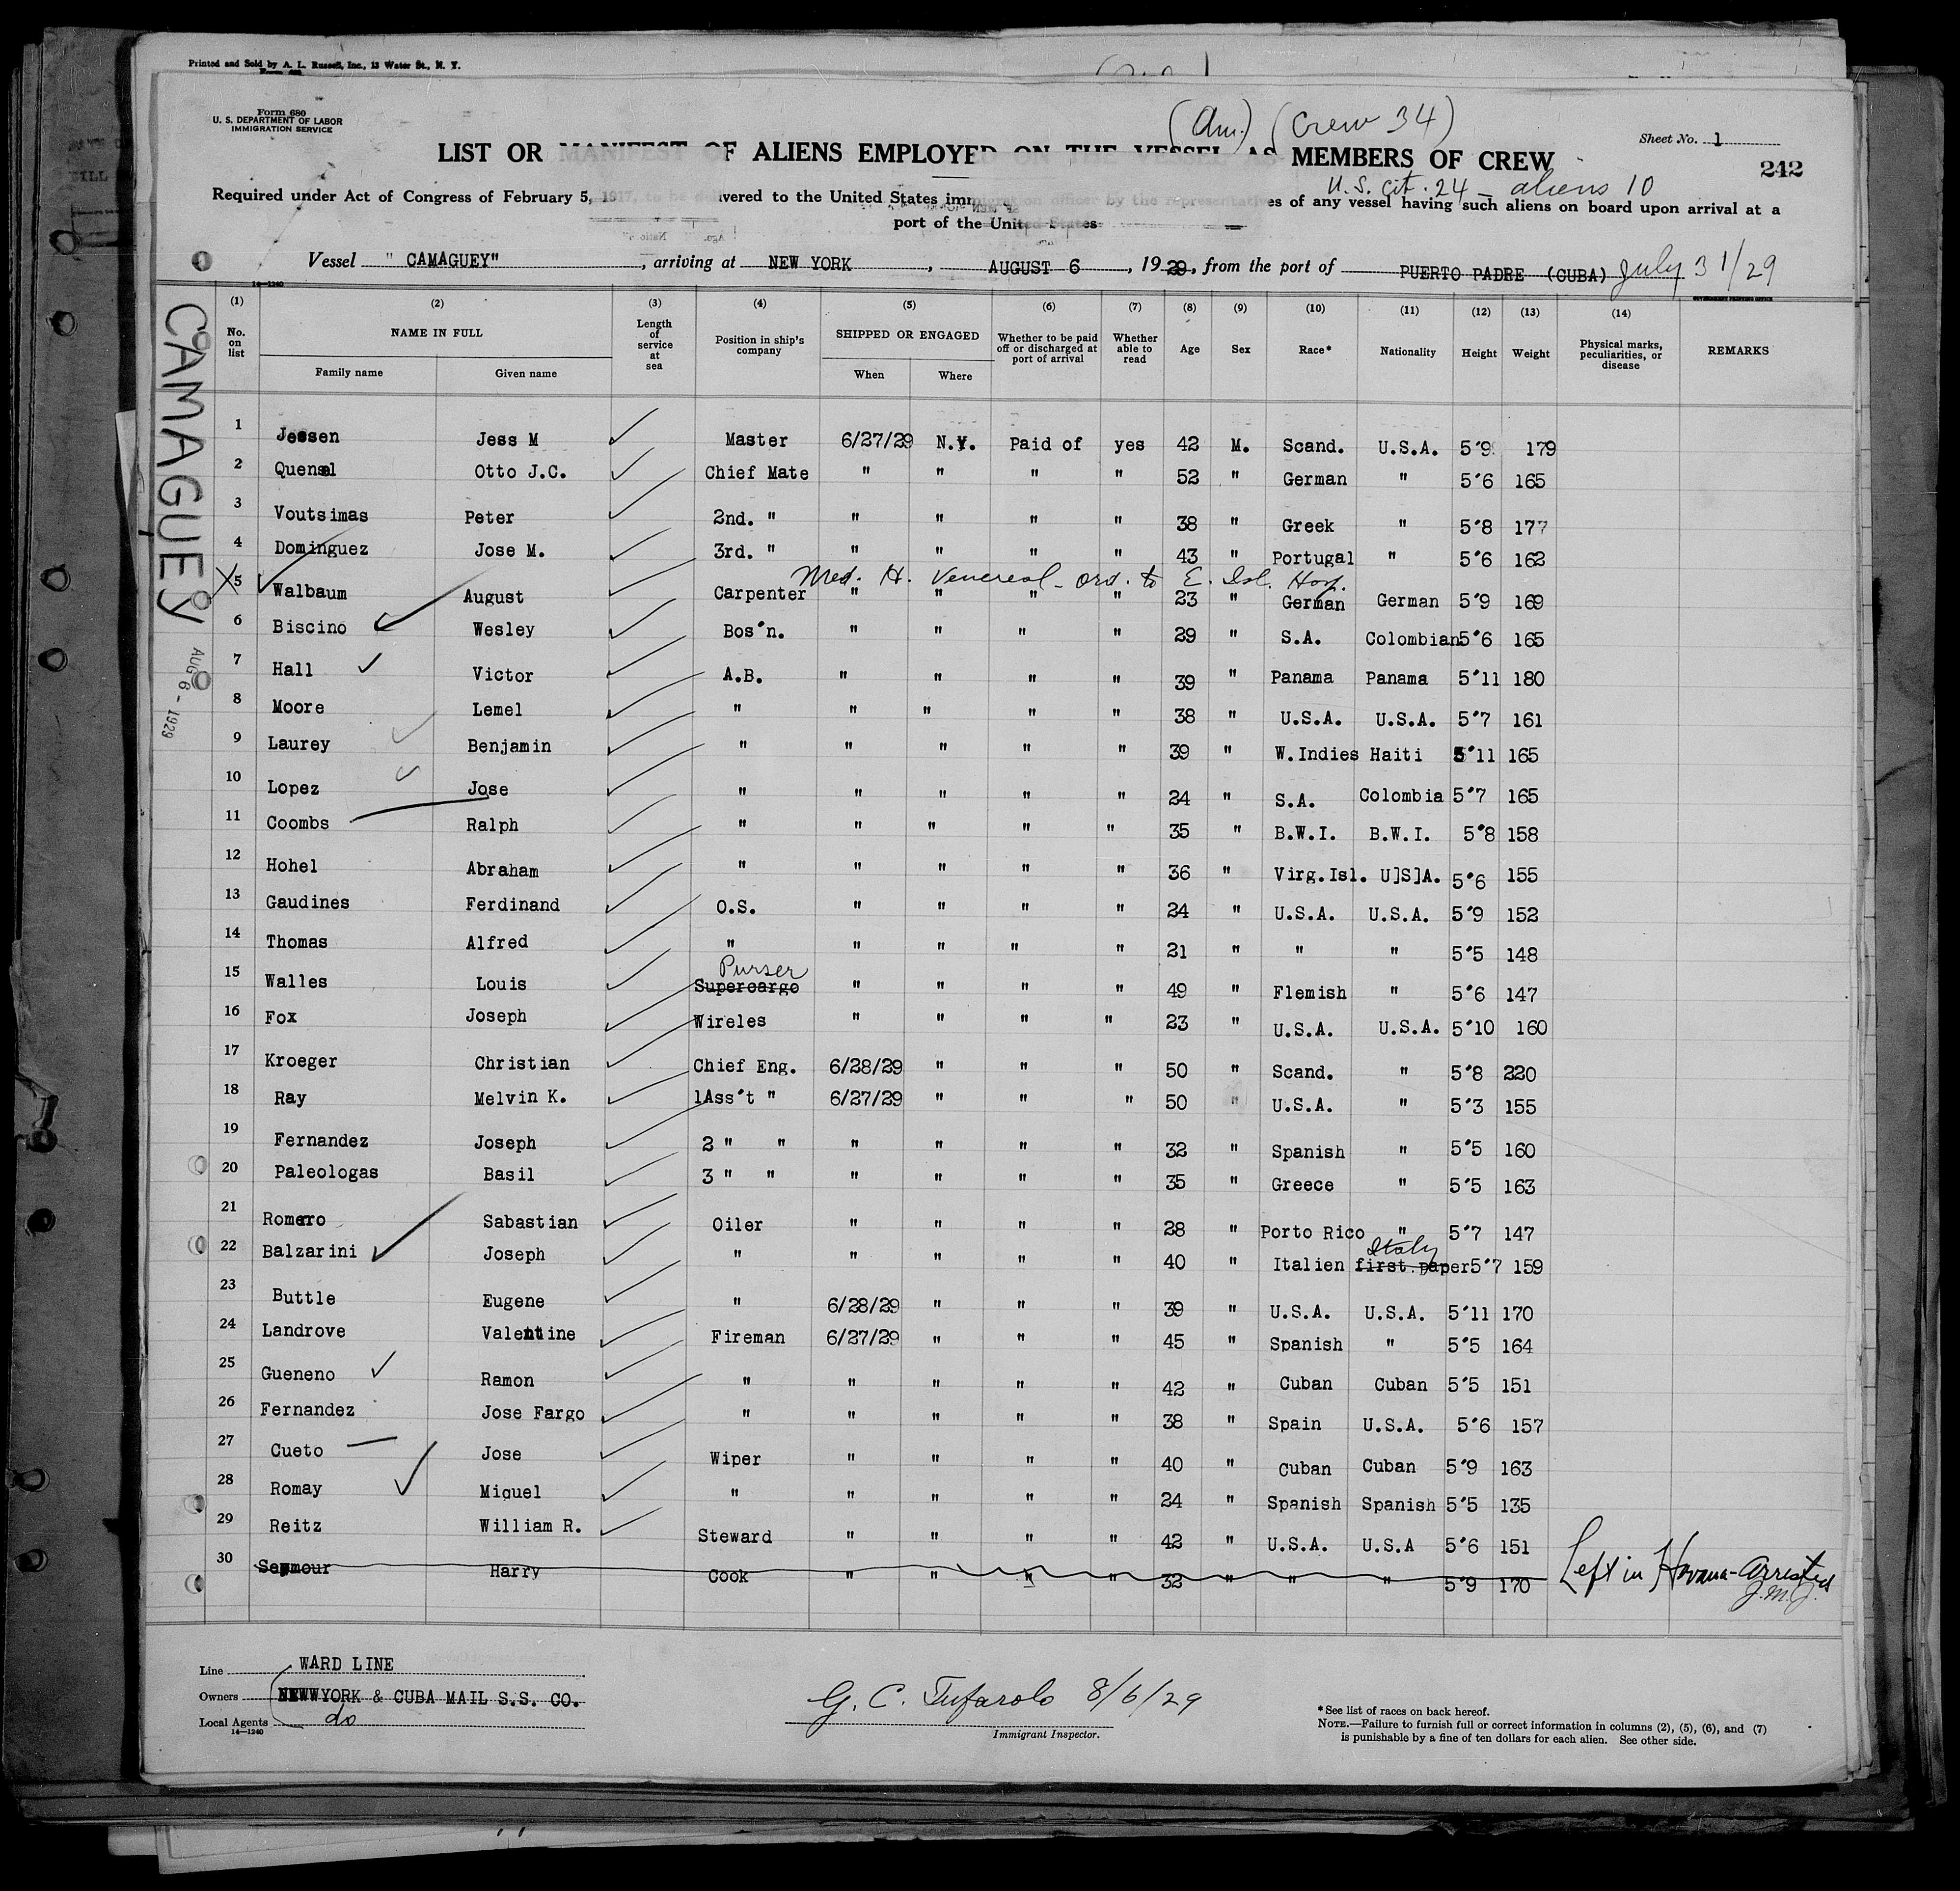 Printed and Sold by A. L. Russell, Inc., 13 Water St., N. Y.
Form 680
U. S. DEPARTMENT OF LABOR
IMMIGRATION SERVICE
(Am.) (Crew 34)
Sheet No. 1
LIST OR MANIFEST OF ALIENS EMPLOYED ON THE VESSEL AS MEMBERS OF CREW
242
U.S. cit. 24 – aliens 10
Required under Act of Congress of February 5, 1917, to be delivered to the United States immigration officer by the representatives of any vessel having such aliens on board upon arrival at a
port of the United States
Vessel " CAMAGUEY" , arriving at NEW YORK , AUGUST 6 , 1929, from the port of PUERTO PADRE (CUBA) July 31/29
14—1240
CAMAGUEY
AUG 6 - 1929
(1) (2) (3) (4) (5) (6) (7) (8) (9) (10) (11) (12) (13) (14)
No. on list NAME IN FULL Length of service at sea Position in ship's company SHIPPED OR ENGAGED Whether to be paid off or discharged at port of arrival Whether able to read Age Sex Race* Nationality Height Weight Physical marks, peculiarities, or disease REMARKS
Family name Given name When Where
1 Jessen Jess M Master 6/27/29 N.Y. Paid of yes 42 M. Scand. U.S.A. 5'9 179
2 Quensel Otto J.C. Chief Mate " " " " 52 " German " 5'6 165
3 Voutsimas Peter 2nd. " " " " " 38 " Greek " 5'8 177
4 Dominguez Jose M. 3rd. " " " " " 43 " Portugal " 5'6 162
Med. H. Venereal - ord. to E. Isl. Hosp.
X5 Walbaum August Carpenter " " " " 23 " German German 5'9 169
6 Biscino Wesley Bos'n. " " " " 29 " S.A. Colombian 5'6 165
7 Hall Victor A.B. " " " " 39 " Panama Panama 5'11 180
8 Moore Lemel " " " " " 38 " U.S.A. U.S.A. 5'7 161
9 Laurey Benjamin " " " " " 39 " W.Indies Haiti 5'11 165
10 Lopez Jose " " " " " 24 " S.A. Colombia 5'7 165
11 Coombs Ralph " " " " " 35 " B.W.I. B.W.I. 5'8 158
12 Hohel Abraham " " " " " 36 " Virg.Isl. U]S]A. 5'6 155
13 Gaudines Ferdinand O.S. " " " " 24 " U.S.A. U.S.A. 5'9 152
14 Thomas Alfred " " " " " 21 " " " 5'5 148
Purser
15 Walles Louis Supercargo " " " " 49 " Flemish " 5'6 147
16 Fox Joseph Wireles " " " " 23 " U.S.A. U.S.A. 5'10 160
17 Kroeger Christian Chief Eng. 6/28/29 " " " 50 " Scand. " 5'8 220
18 Ray Melvin K. 1Ass't " 6/27/29 " " " 50 " U.S.A. " 5'3 155
19 Fernandez Joseph 2 " " " " " " 32 " Spanish " 5'5 160
20 Paleologas Basil 3 " " " " " " 35 " Greece " 5'5 163
21 Romero Sabastian Oiler " " " " 28 " Porto Rico " 5'7 147
Italy
22 Balzarini Joseph " " " " " 40 " Italien first paper 5'7 159
23 Buttle Eugene " 6/28/29 " " " 39 " U.S.A. U.S.A. 5'11 170
24 Landrove Valentine Fireman 6/27/29 " " " 45 " Spanish " 5'5 164
25 Gueneno Ramon " " " " " 42 " Cuban Cuban 5'5 151
26 Fernandez Jose Fargo " " " " " 38 " Spain U.S.A. 5'6 157
27 Cueto Jose Wiper " " " " 40 " Cuban Cuban 5'9 163
28 Romay Miguel " " " " " 24 " Spanish Spanish 5'5 135
29 Reitz William R. Steward " " " " 42 " U.S.A. U.S.A 5'6 151
30 Seymour Harry Cook " " " " 32 " " " 5'9 170 Left in Havana - Arrested
J.M.J.
Line WARD LINE
Owners NEW YORK & CUBA MAIL S.S. CO.
Local Agents do
14—1240
G. C. Tufarolo 8/6/29
Immigrant Inspector.
*See list of races on back hereof.
NOTE.—Failure to furnish full or correct information in columns (2), (5), (6), and (7)
is punishable by a fine of ten dollars for each alien. See other side.